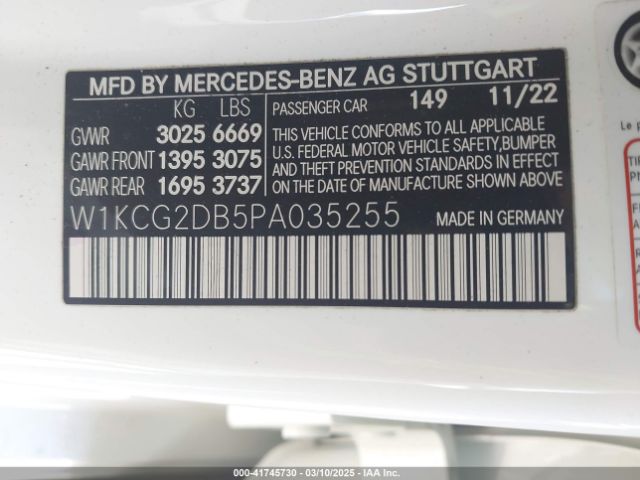 MFD BY MERCEDES-BENZ AG STUTTGART
KG LBS
GVWR 3025 6669
GAWR FRONT 1395 3075
GAWR REAR 1695 3737
PASSENGER CAR 149 11/22
THIS VEHICLE CONFORMS TO ALL APPLICABLE
U.S. FEDERAL MOTOR VEHICLE SAFETY,BUMPER
AND THEFT PREVENTION STANDARDS IN EFFECT
ON THE DATE OF MANUFACTURE SHOWN ABOVE
W1KCG2DB5PA035255
MADE IN GERMANY
Le p
000-41745730 — 03/10/2025 — IAA Inc.